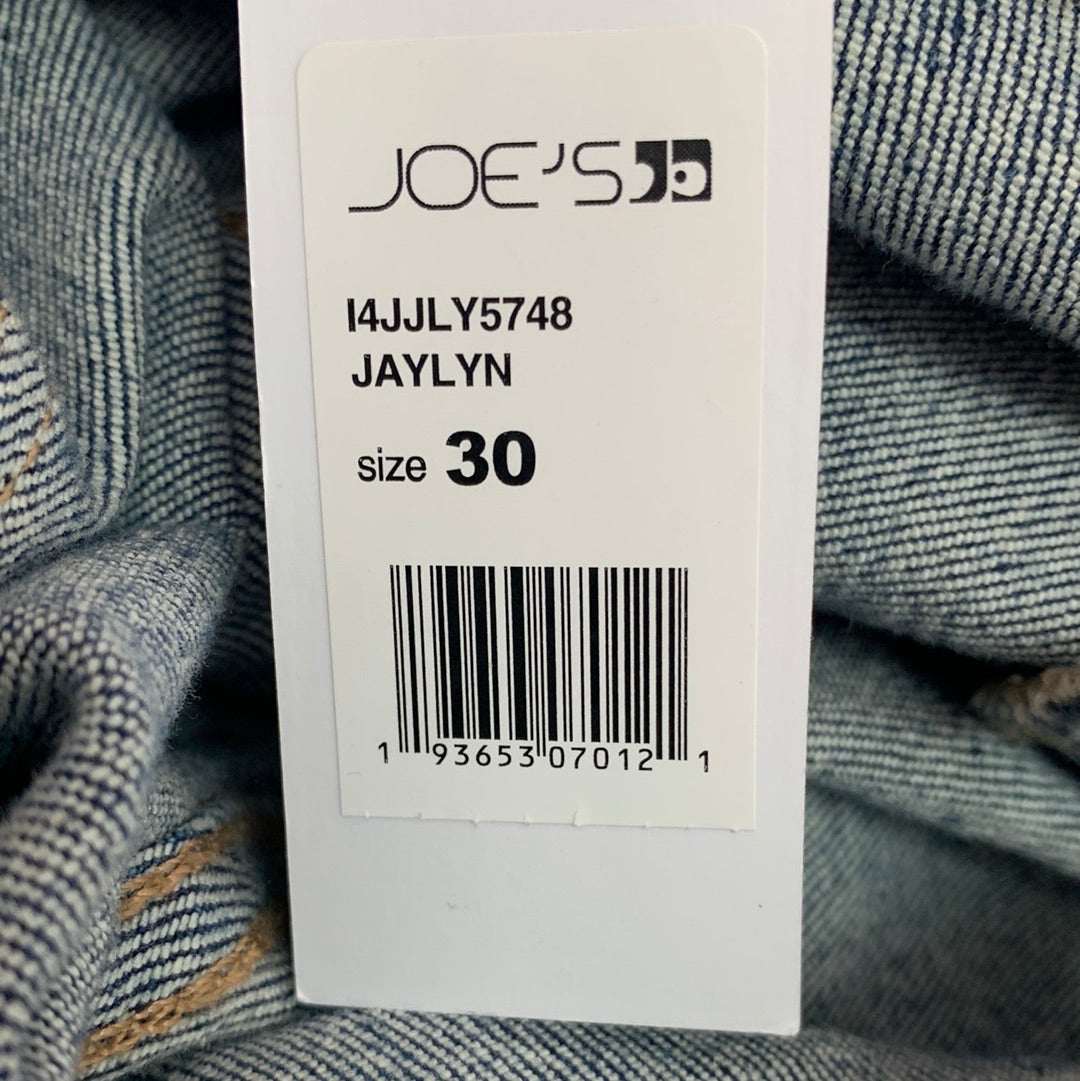 JOE'S
I4JJLY5748
JAYLYN
size 30
1 93653 07012 1